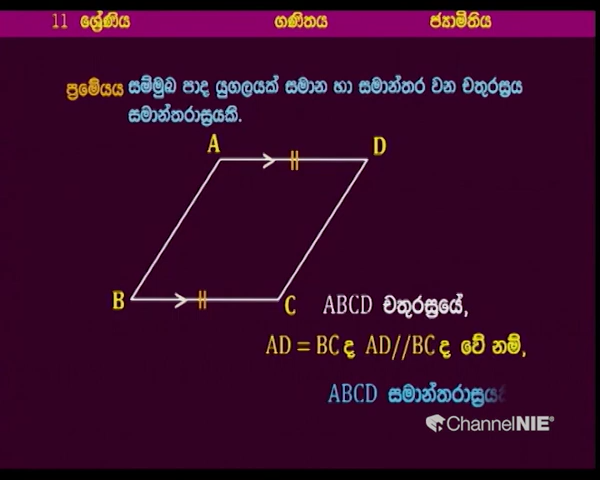 11 ශ්‍රේණිය ගණිතය ජ්‍යාමිතිය
ප්‍රමේයය සම්මුඛ පාද යුගලයක් සමාන හා සමාන්තර වන චතුරස්‍රය
සමාන්තරාස්‍රයකි.
A D
B C
ABCD චතුරස්‍රයේ,
AD = BC ද AD//BC ද වේ නම්,
ABCD සමාන්තරාස්‍රය
ChannelNIE